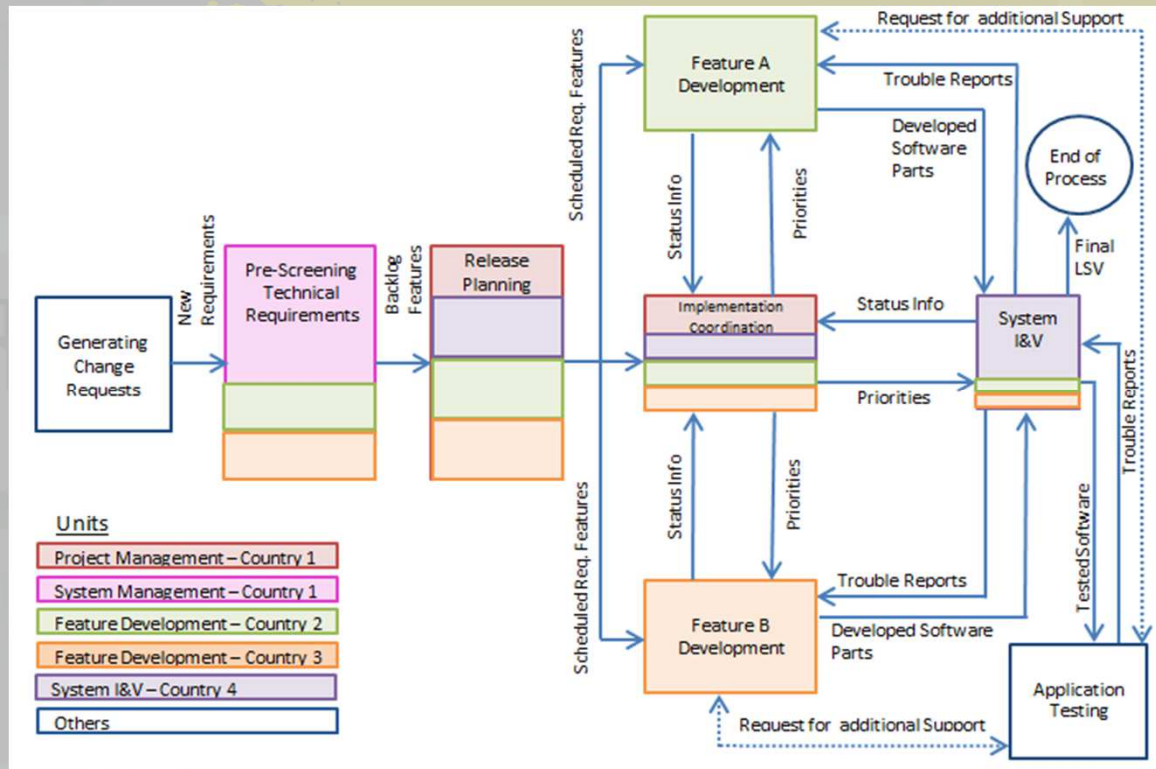 Request for additional Support
Feature A
Development
Trouble Reports
Developed
Software
Parts
End of
Process
Scheduled Req. Features
Status Info
Priorities
New
Requirements
Pre-Screening
Technical
Requirements
Backlog
Features
Release
Planning
Final
LSV
Implementation
Coordination
Status Info
System
I&V
Generating
Change
Requests
Priorities
Trouble Reports
Status Info
Priorities
Scheduled Req. Features
Tested Software
Units
Project Management – Country 1
System Management – Country 1
Feature Development – Country 2
Feature Development – Country 3
System I&V – Country 4
Others
Trouble Reports
Feature B
Development
Developed Software
Parts
Application
Testing
Request for additional Support